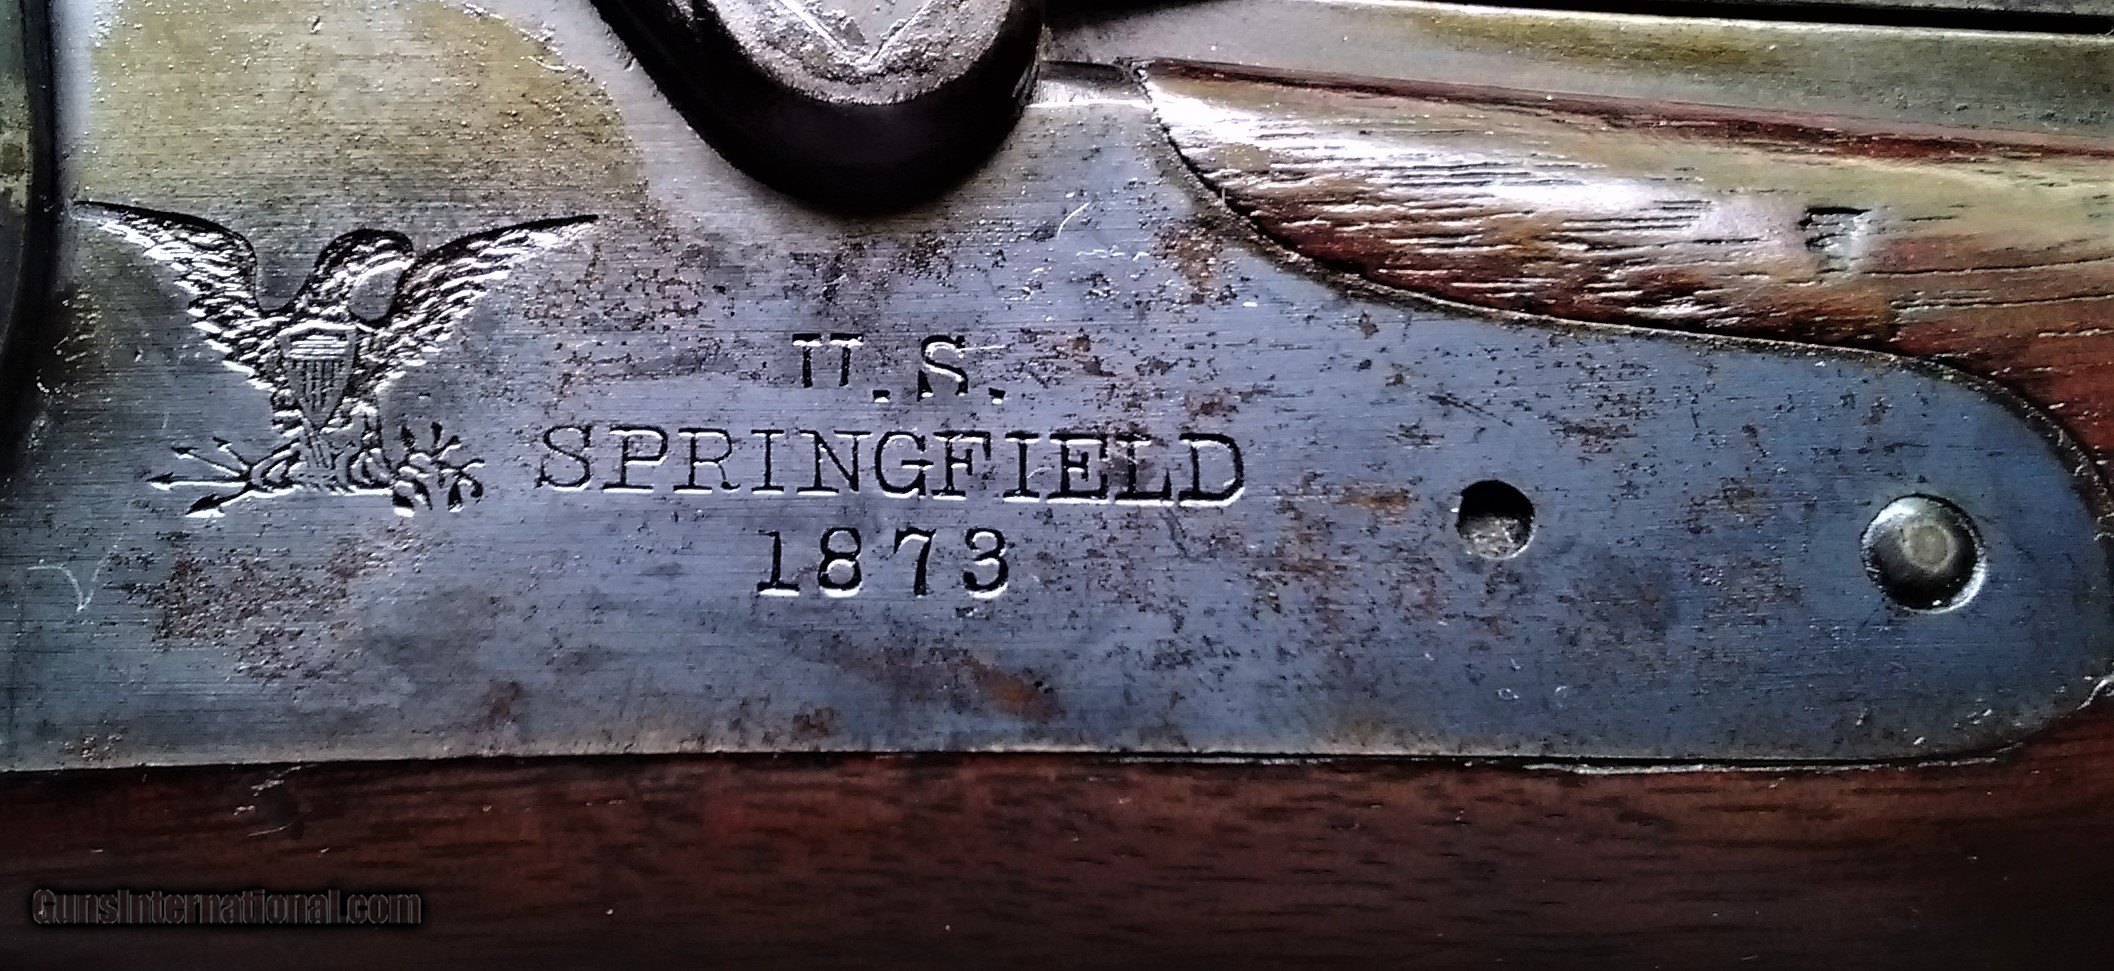 U.S.
SPRINGFIELD
1873
GunsInternational.com